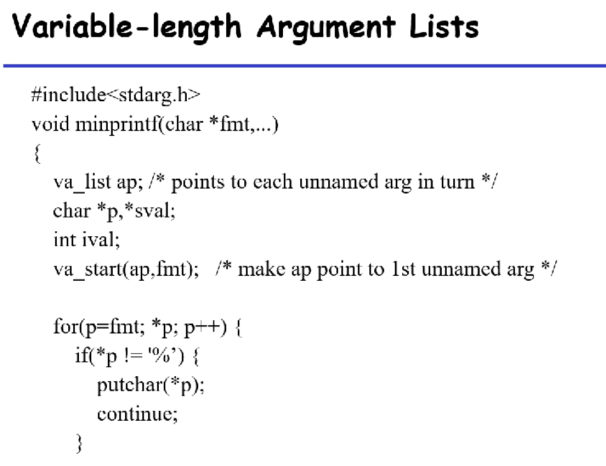 Variable-length Argument Lists
#include<stdarg.h>
void minprintf(char *fmt,...)
{
va_list ap; /* points to each unnamed arg in turn */
char *p,*sval;
int ival;
va_start(ap,fmt); /* make ap point to 1st unnamed arg */
for(p=fmt; *p; p++) {
if(*p != '%’) {
putchar(*p);
continue;
}